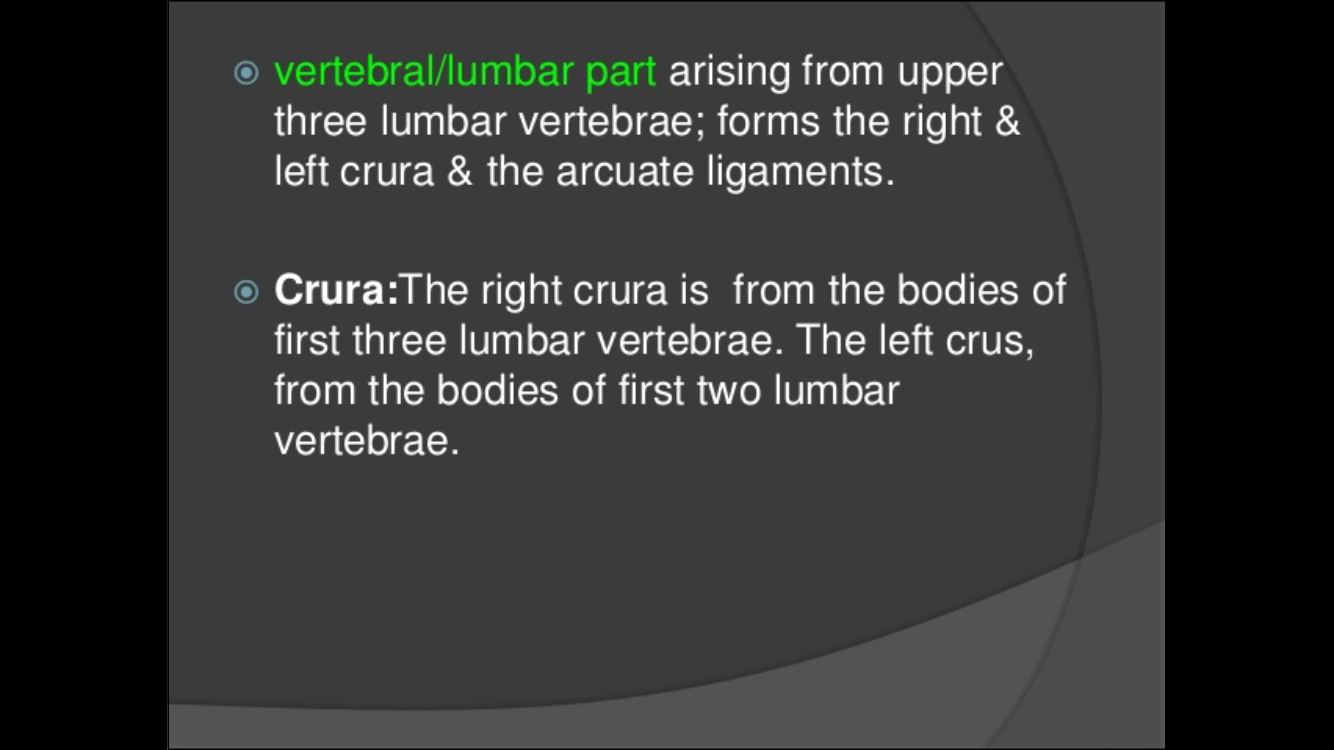 vertebral/lumbar part arising from upper
three lumbar vertebrae; forms the right &
left crura & the arcuate ligaments.
Crura:The right crura is  from the bodies of
first three lumbar vertebrae. The left crus,
from the bodies of first two lumbar
vertebrae.